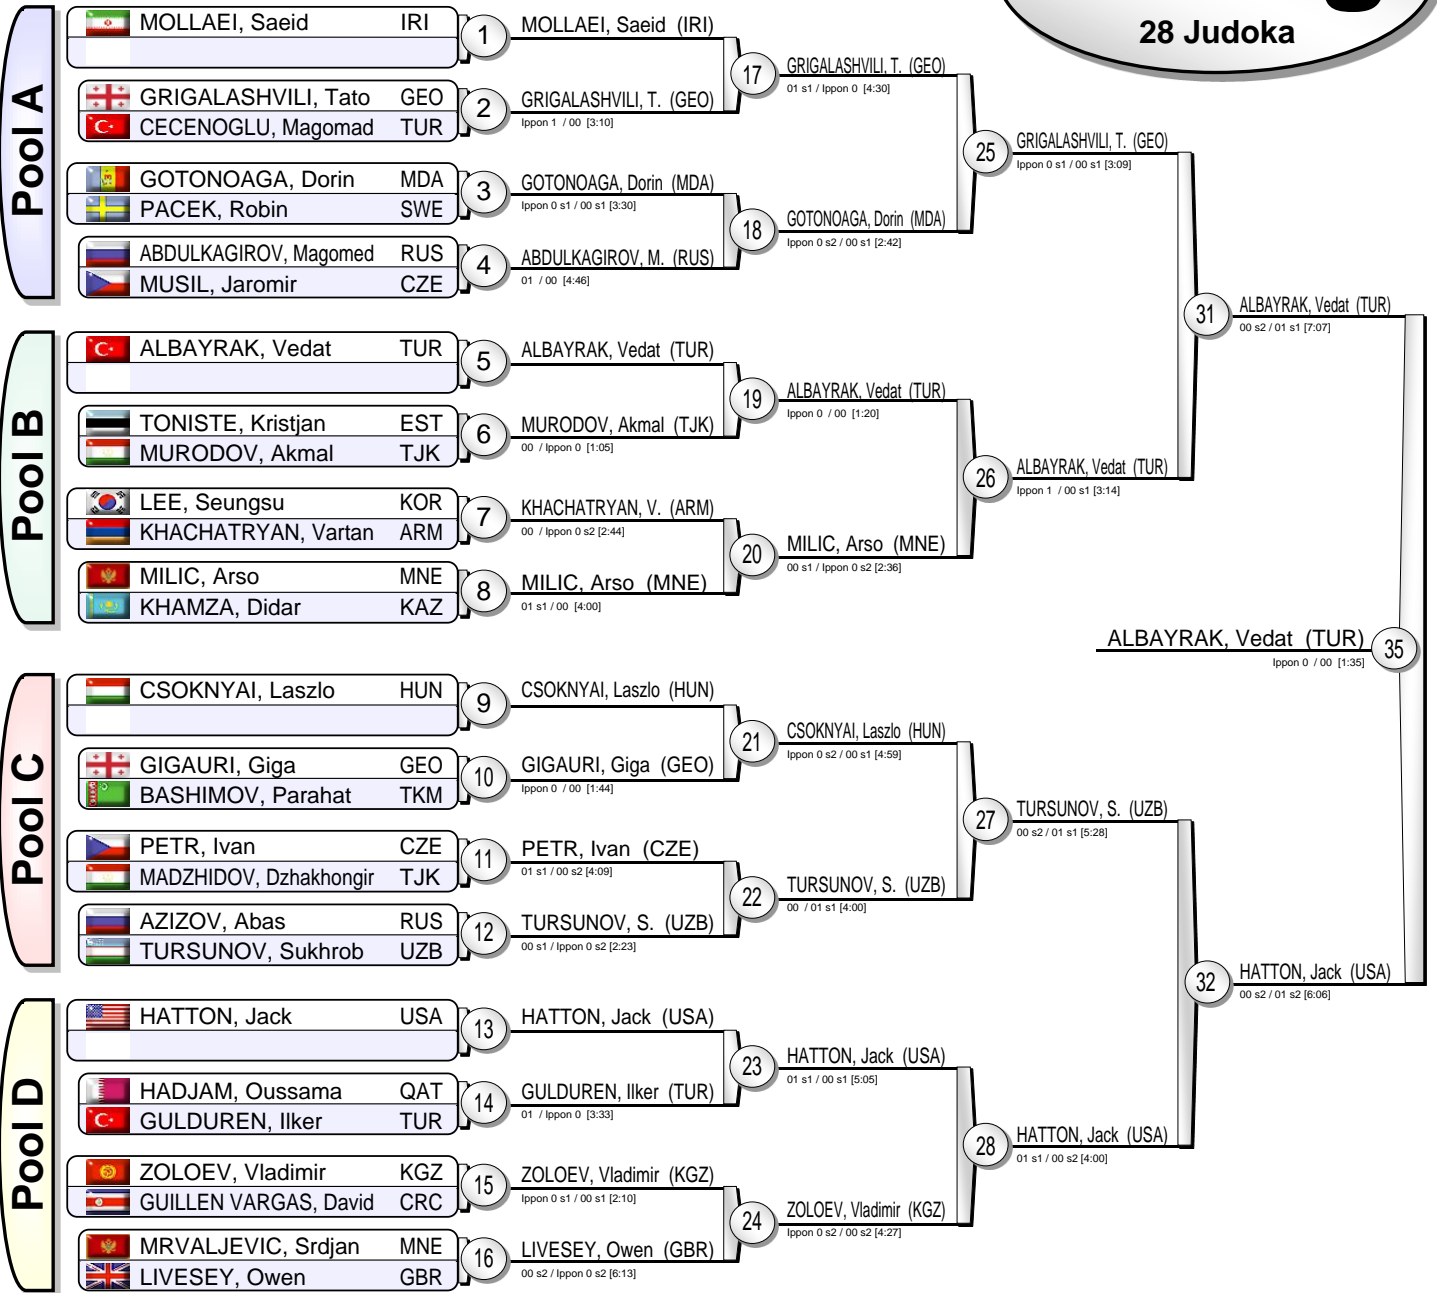 28 Judoka
Pool A
MOLLAEI, Saeid IRI
GRIGALASHVILI, Tato GEO
CECENOGLU, Magomad TUR
GOTONOAGA, Dorin MDA
PACEK, Robin SWE
ABDULKAGIROV, Magomed RUS
MUSIL, Jaromir CZE
Pool B
ALBAYRAK, Vedat TUR
TONISTE, Kristjan EST
MURODOV, Akmal TJK
LEE, Seungsu KOR
KHACHATRYAN, Vartan ARM
MILIC, Arso MNE
KHAMZA, Didar KAZ
Pool C
CSOKNYAI, Laszlo HUN
GIGAURI, Giga GEO
BASHIMOV, Parahat TKM
PETR, Ivan CZE
MADZHIDOV, Dzhakhongir TJK
AZIZOV, Abas RUS
TURSUNOV, Sukhrob UZB
Pool D
HATTON, Jack USA
HADJAM, Oussama QAT
GULDUREN, Ilker TUR
ZOLOEV, Vladimir KGZ
GUILLEN VARGAS, David CRC
MRVALJEVIC, Srdjan MNE
LIVESEY, Owen GBR
1 MOLLAEI, Saeid (IRI)
2 GRIGALASHVILI, T. (GEO)
Ippon 1 / 00 [3:10]
3 GOTONOAGA, Dorin (MDA)
Ippon 0 s1 / 00 s1 [3:30]
4 ABDULKAGIROV, M. (RUS)
01 / 00 [4:46]
5 ALBAYRAK, Vedat (TUR)
6 MURODOV, Akmal (TJK)
00 / Ippon 0 [1:05]
7 KHACHATRYAN, V. (ARM)
00 / Ippon 0 s2 [2:44]
8 MILIC, Arso (MNE)
01 s1 / 00 [4:00]
9 CSOKNYAI, Laszlo (HUN)
10 GIGAURI, Giga (GEO)
Ippon 0 / 00 [1:44]
11 PETR, Ivan (CZE)
01 s1 / 00 s2 [4:09]
12 TURSUNOV, S. (UZB)
00 s1 / Ippon 0 s2 [2:23]
13 HATTON, Jack (USA)
14 GULDUREN, Ilker (TUR)
01 / Ippon 0 [3:33]
15 ZOLOEV, Vladimir (KGZ)
Ippon 0 s1 / 00 s1 [2:10]
16 LIVESEY, Owen (GBR)
00 s2 / Ippon 0 s2 [6:13]
17 GRIGALASHVILI, T. (GEO)
01 s1 / Ippon 0 [4:30]
18 GOTONOAGA, Dorin (MDA)
Ippon 0 s2 / 00 s1 [2:42]
19 ALBAYRAK, Vedat (TUR)
Ippon 0 / 00 [1:20]
20 MILIC, Arso (MNE)
00 s1 / Ippon 0 s2 [2:36]
21 CSOKNYAI, Laszlo (HUN)
Ippon 0 s2 / 00 s1 [4:59]
22 TURSUNOV, S. (UZB)
00 / 01 s1 [4:00]
23 HATTON, Jack (USA)
01 s1 / 00 s1 [5:05]
24 ZOLOEV, Vladimir (KGZ)
Ippon 0 s2 / 00 s2 [4:27]
25 GRIGALASHVILI, T. (GEO)
Ippon 0 s1 / 00 s1 [3:09]
26 ALBAYRAK, Vedat (TUR)
Ippon 1 / 00 s1 [3:14]
27 TURSUNOV, S. (UZB)
00 s2 / 01 s1 [5:28]
28 HATTON, Jack (USA)
01 s1 / 00 s2 [4:00]
31 ALBAYRAK, Vedat (TUR)
00 s2 / 01 s1 [7:07]
32 HATTON, Jack (USA)
00 s2 / 01 s2 [6:06]
ALBAYRAK, Vedat (TUR) 35
Ippon 0 / 00 [1:35]